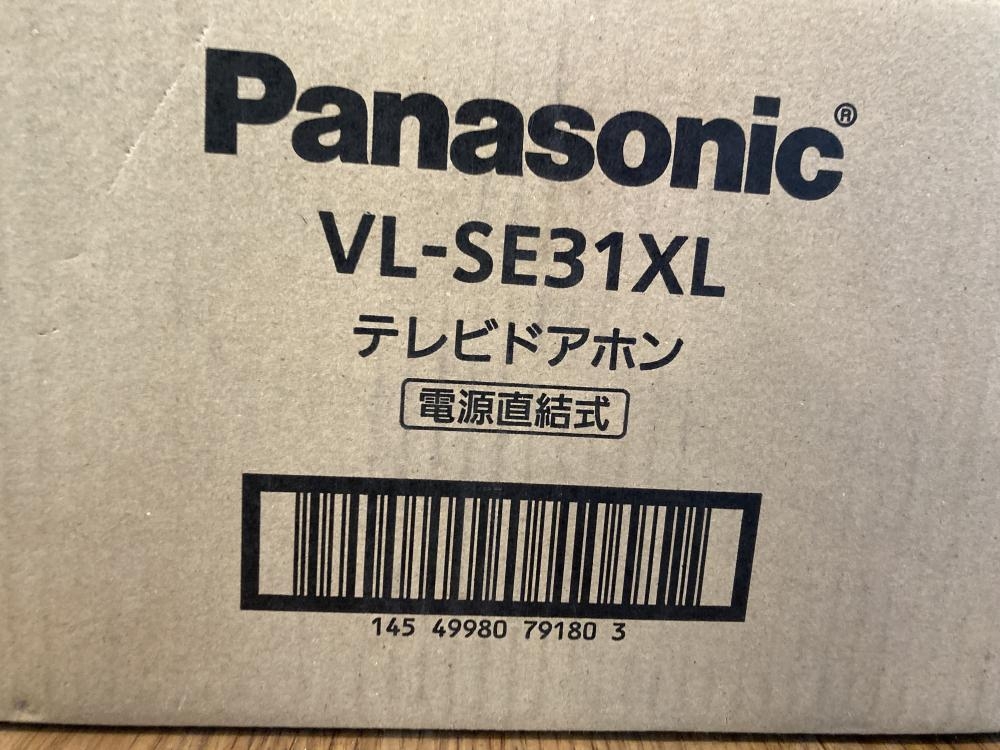 Panasonic®
VL-SE31XL
テレビドアホン
電源直結式
145 49980 79180 3